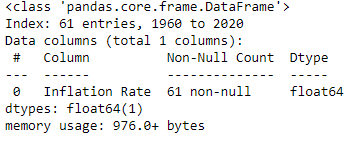 <class 'pandas.core.frame.DataFrame'>
Index: 61 entries, 1960 to 2020
Data columns (total 1 columns):
 #   Column          Non-Null Count  Dtype
---  ------          --------------  -----
 0   Inflation Rate  61 non-null     float64
dtypes: float64(1)
memory usage: 976.0+ bytes